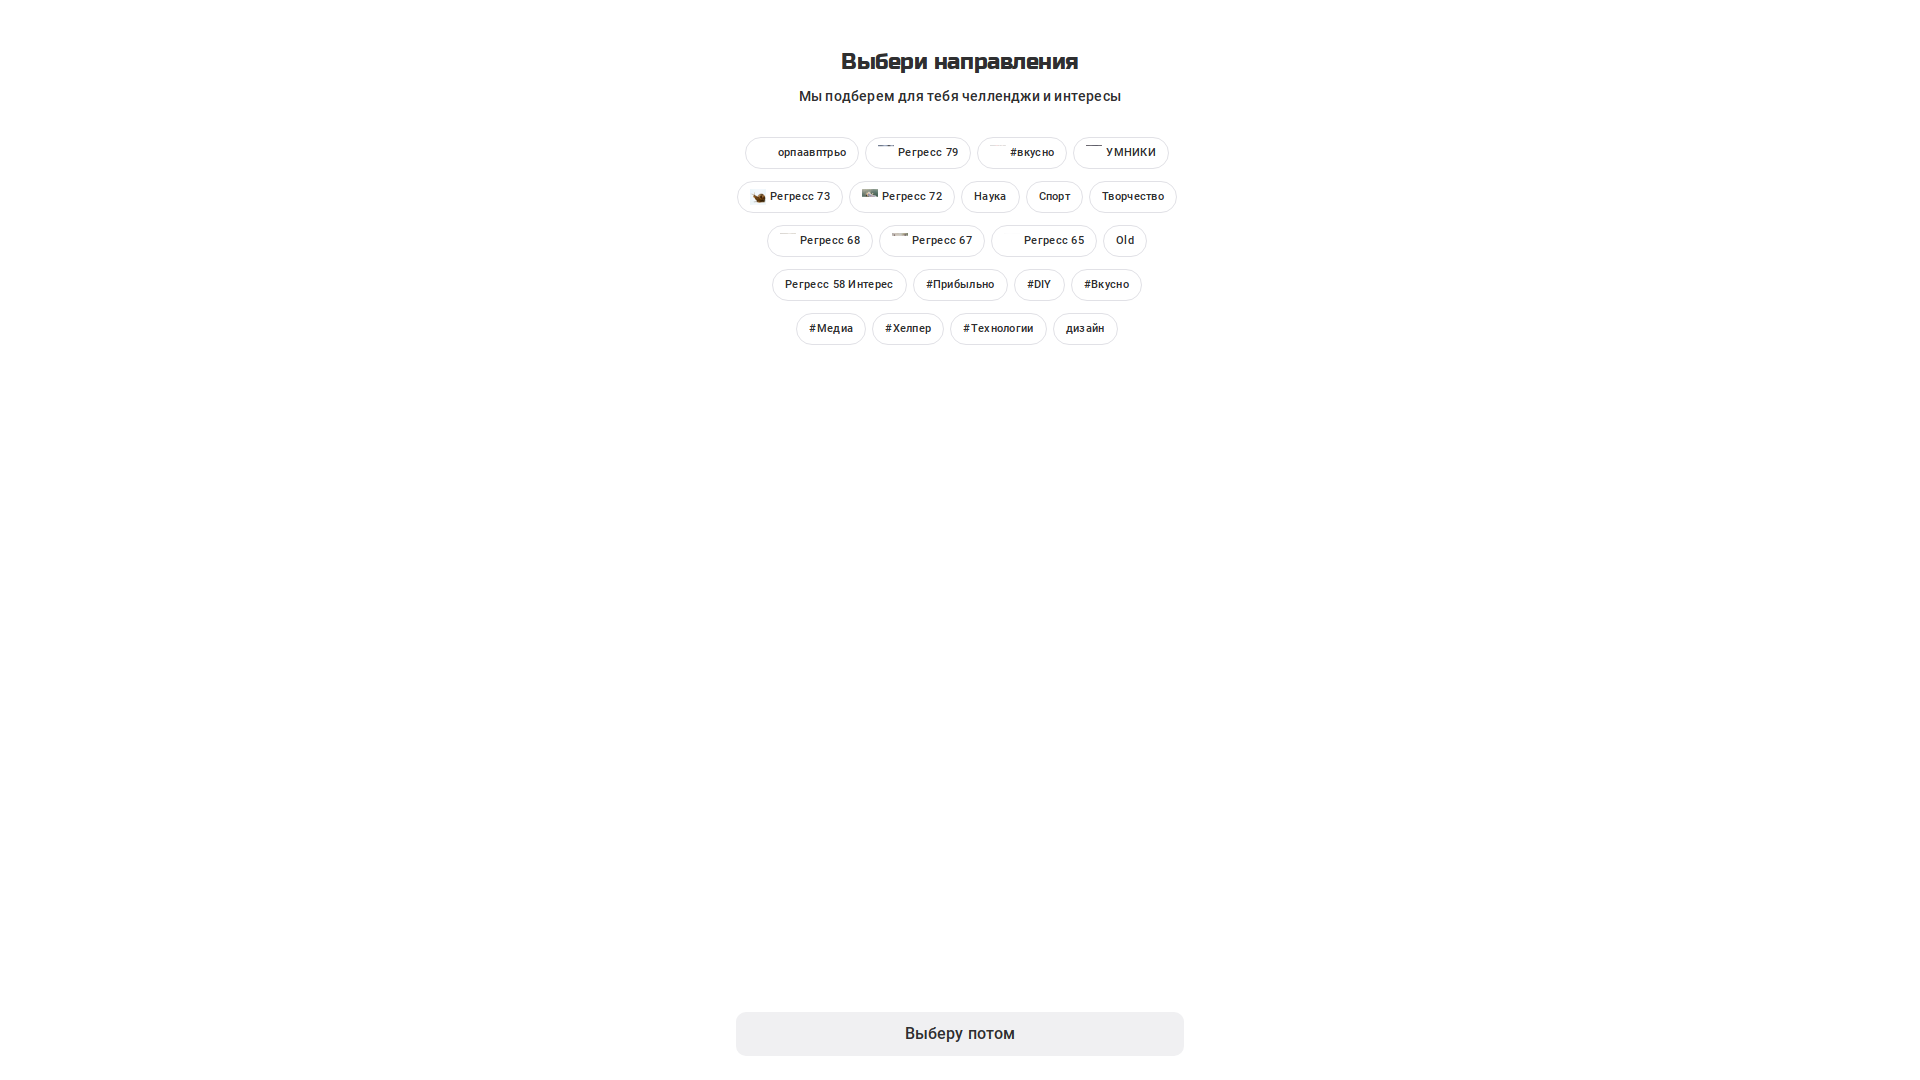 Выбери направления
Мы подберем для тебя челленджи и интересы
орпаавптрьо Регресс 79 #вкусно УМНИКИ
Регресс 73 Регресс 72 Наука Спорт Творчество
Регресс 68 Регресс 67 Регресс 65 Old
Регресс 58 Интерес #Прибыльно #DIY #Вкусно
#Медиа #Хелпер #Технологии дизайн
Выберу потом